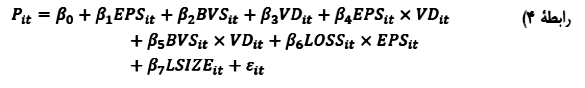 P_it = β_0 + β_1EPS_it + β_2BVS_it + β_3VD_it + β_4EPS_it × VD_it رابطهٔ ۴)
+ β_5BVS_it × VD_it + β_6LOSS_it × EPS_it
+ β_7LSIZE_it + ε_it